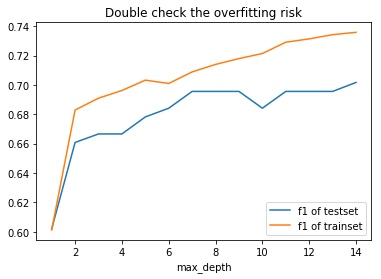 Double check the overfitting risk
0.74
0.72
0.70
0.68
0.66
0.64
0.62
0.60
2 4 6 8 10 12 14
max_depth
f1 of testset
f1 of trainset